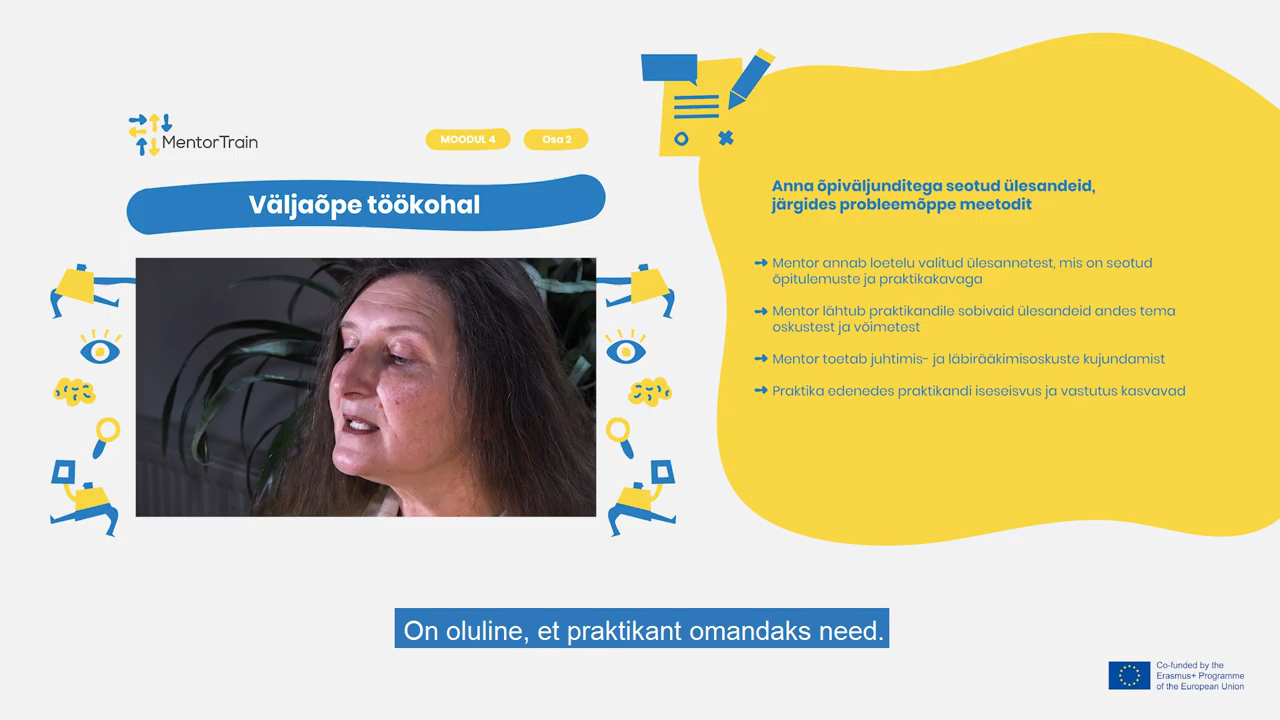 MentorTrain
MOODUL 4
Osa 2
Väljaõpe töökohal
Anna õpiväljunditega seotud ülesandeid,
järgides probleemõppe meetodit
Mentor annab loetelu valitud ülesannetest, mis on seotud
õpitulemuste ja praktikakavaga
Mentor lähtub praktikandile sobivaid ülesandeid andes tema
oskustest ja võimetest
Mentor toetab juhtimis- ja läbirääkimisoskuste kujundamist
Praktika edenedes praktikandi iseseisvus ja vastutus kasvavad
On oluline, et praktikant omandaks need.
Co-funded by the
Erasmus+ Programme
of the European Union